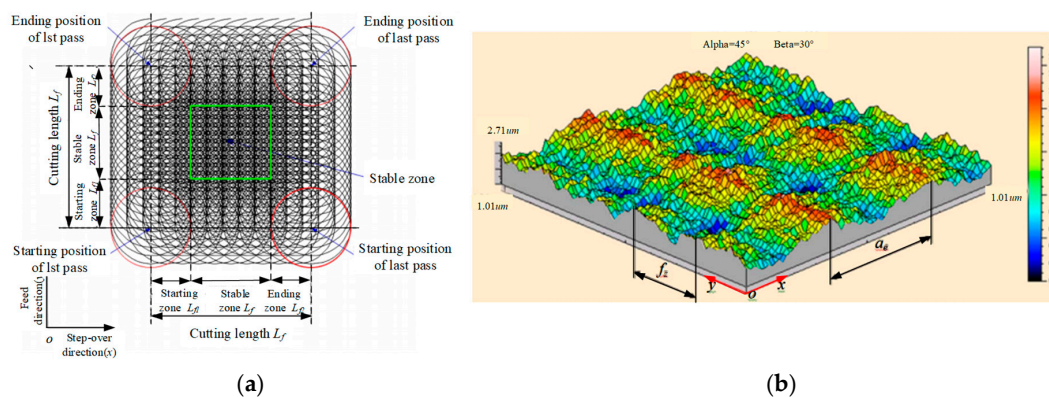 Ending position
of lst pass
Ending position
of last pass
Cutting length Lf
Ending
zone Lf2
Stable
zone Lf
Starting
zone Lf1
Stable zone
Starting position
of lst pass
Starting position
of last pass
Starting
zone Lf1
Stable
zone Lf
Ending
zone Lf2
Cutting length Lf
Feed
direction(y)
o
Step-over
direction(x)
(a)
Alpha=45° Beta=30°
2.71um
1.01um
1.01um
fz
ae
y
o
x
(b)